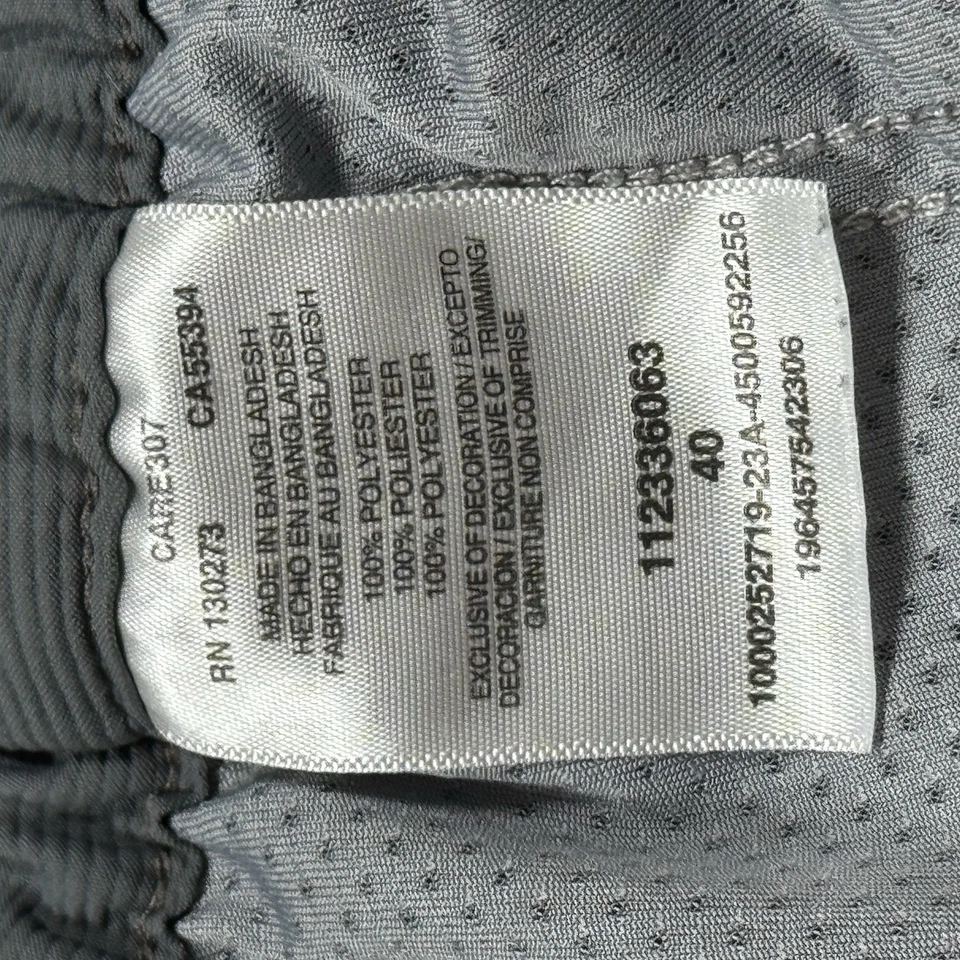 CARE307
RN 130273 CA55394
MADE IN BANGLADESH
HECHO EN BANGLADESH
FABRIQUE AU BANGLADESH
100% POLYESTER
100% POLIESTER
100% POLYESTER
EXCLUSIVE OF DECORATION / EXCEPTO
DECORACION / EXCLUSIVE OF TRIMMING/
GARNITURE NON COMPRISE
112336063
40
1000252719-23A-4500592256
196457542306